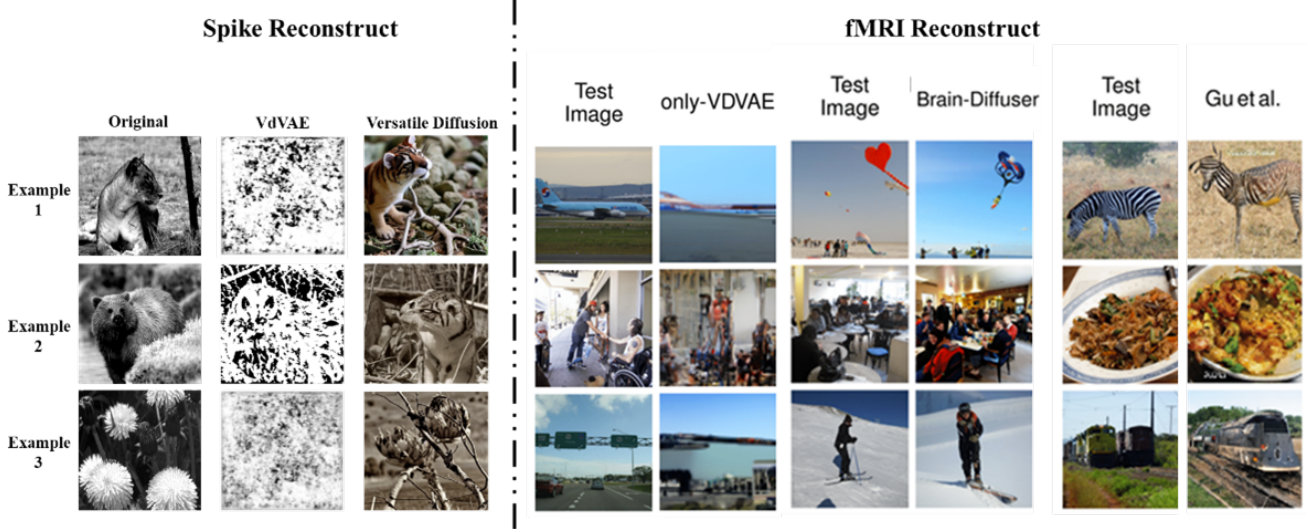 Spike Reconstruct
fMRI Reconstruct
Original
VdVAE
Versatile Diffusion
Test
Image
only-VDVAE
Test
Image
Brain-Diffuser
Test
Image
Gu et al.
Example
1
Example
2
Example
3